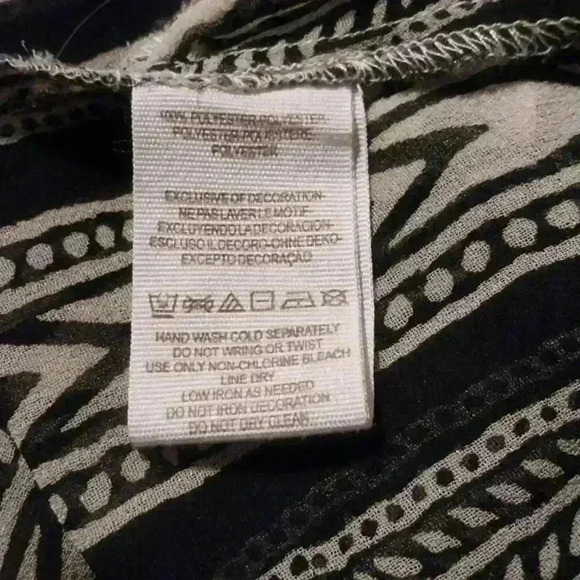 100% POLYESTER POLYESTER
POLYESTER POLIESTERE
POLYESTER
EXCLUSIVE OF DECORATION-
NE PAS LAVER LE MOTIF-
EXCLUYENDO LA DECORACION-
ESCLUSO IL DECORO-OHNE DEKO-
EXCEPTO DECORAÇÃO
HAND WASH COLD SEPARATELY
DO NOT WRING OR TWIST
USE ONLY NON-CHLORINE BLEACH
LINE DRY
LOW IRON AS NEEDED
DO NOT IRON DECORATION
DO NOT DRY CLEAN